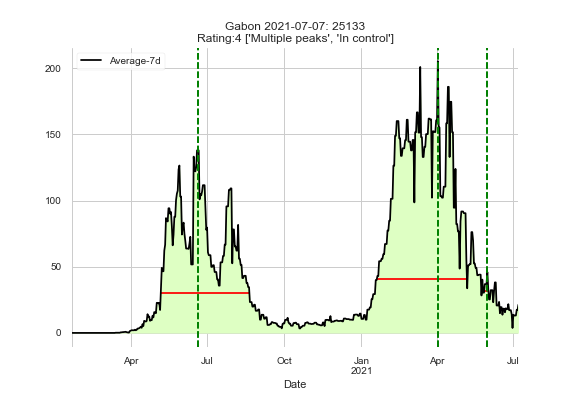 Gabon 2021-07-07: 25133
Rating:4 ['Multiple peaks', 'In control']
Average-7d
200
150
100
50
0
Apr
Jul
Oct
Jan
2021
Apr
Jul
Date